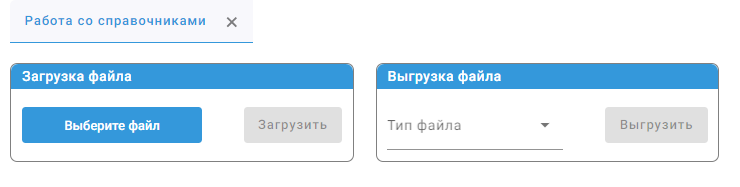 Работа со справочниками
Загрузка файла
Выберите файл
Загрузить
Выгрузка файла
Тип файла
Выгрузить